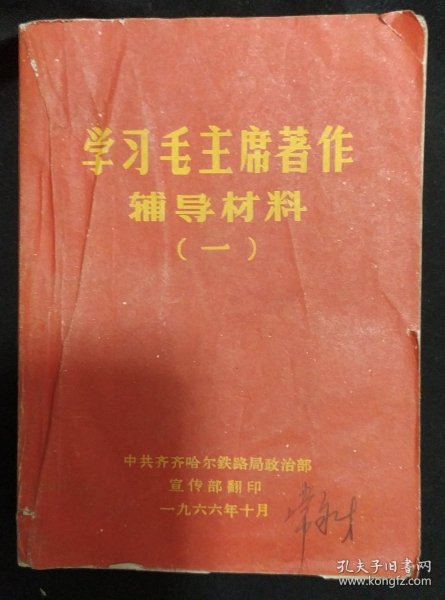 学习毛主席著作
辅导材料
（一）
中共齐齐哈尔鉄路局政治部
宣传部翻印
一九六六年十月
孔夫子旧书网
www.kongfz.com